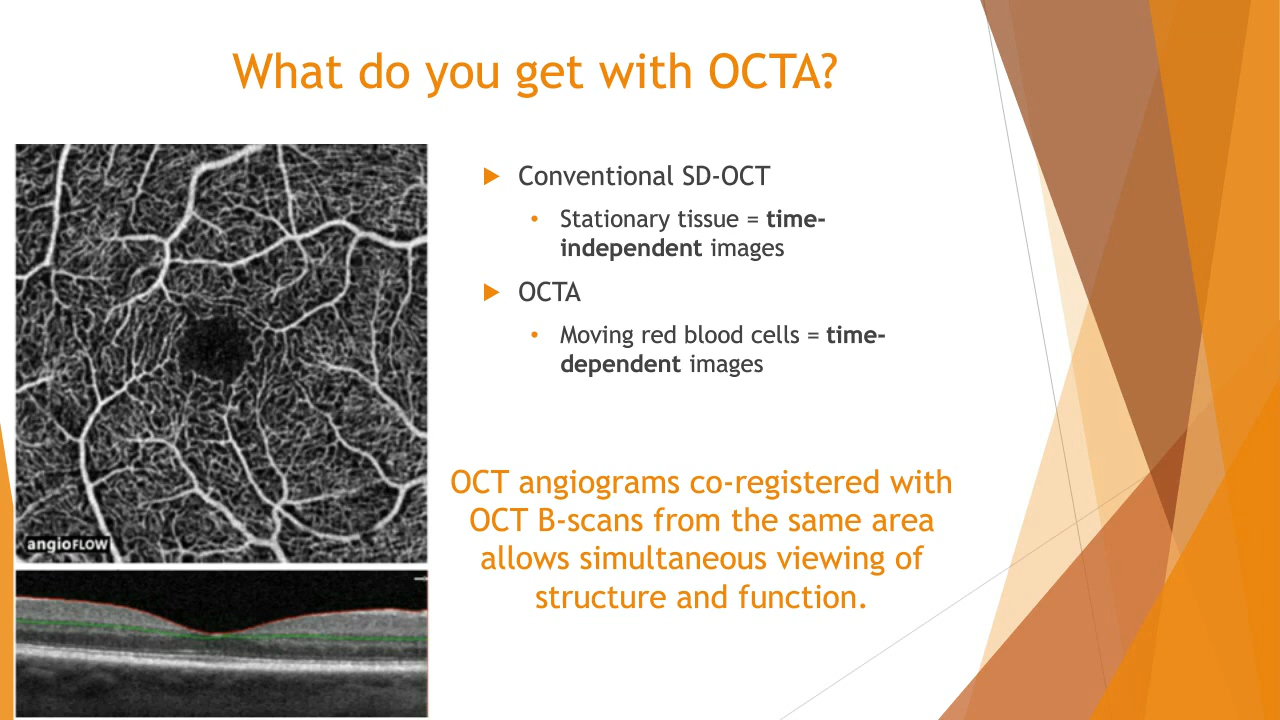 What do you get with OCTA?
Conventional SD-OCT
Stationary tissue = time-
independent images
OCTA
Moving red blood cells = time-
dependent images
OCT angiograms co-registered with
OCT B-scans from the same area
allows simultaneous viewing of
structure and function.
angioFLOW